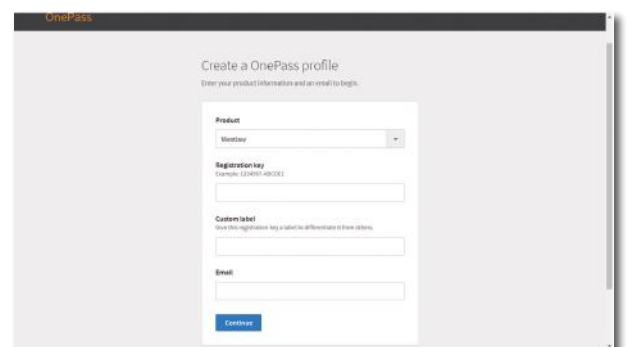 OnePass
Create a OnePass profile
Enter your product information and an email to begin.
Product
Westlaw
Registration key
Example: 1234567-ABCDE1
Custom label
Give this registration key a label to differentiate it from others.
Email
Continue